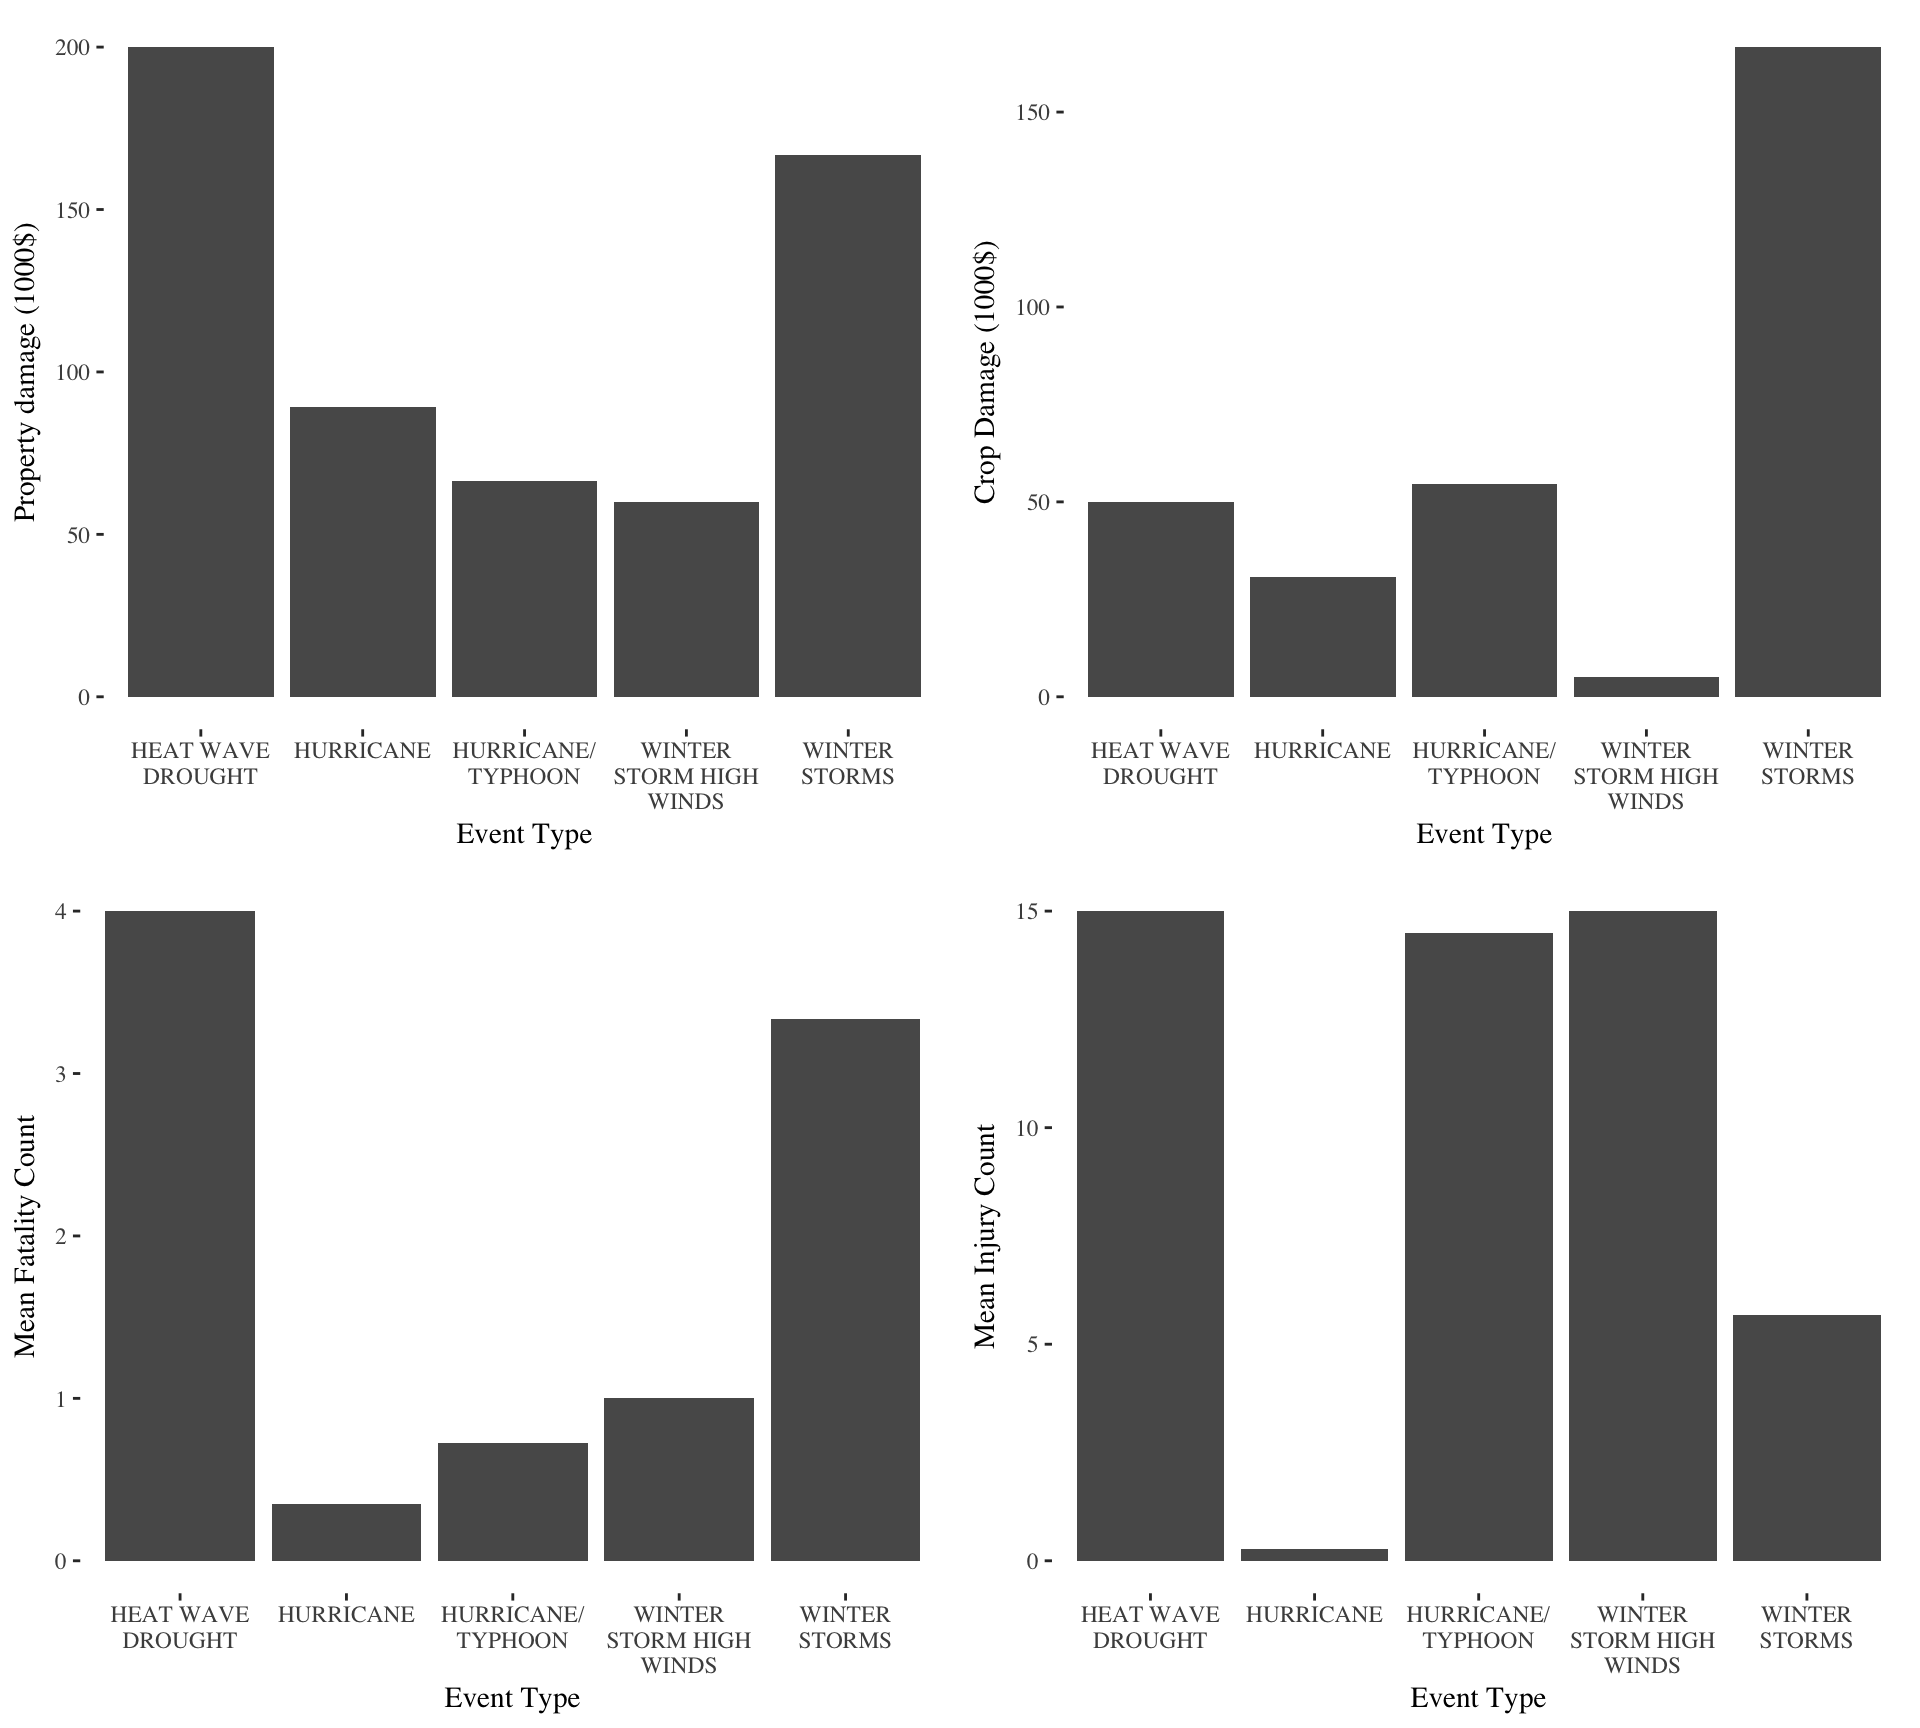 Property damage (1000$)
200
150
100
50
0
HEAT WAVE
DROUGHT
HURRICANE
HURRICANE/
TYPHOON
WINTER
STORM HIGH
WINDS
WINTER
STORMS
Event Type
Crop Damage (1000$)
150
100
50
0
HEAT WAVE
DROUGHT
HURRICANE
HURRICANE/
TYPHOON
WINTER
STORM HIGH
WINDS
WINTER
STORMS
Event Type
Mean Fatality Count
4
3
2
1
0
HEAT WAVE
DROUGHT
HURRICANE
HURRICANE/
TYPHOON
WINTER
STORM HIGH
WINDS
WINTER
STORMS
Event Type
Mean Injury Count
15
10
5
0
HEAT WAVE
DROUGHT
HURRICANE
HURRICANE/
TYPHOON
WINTER
STORM HIGH
WINDS
WINTER
STORMS
Event Type